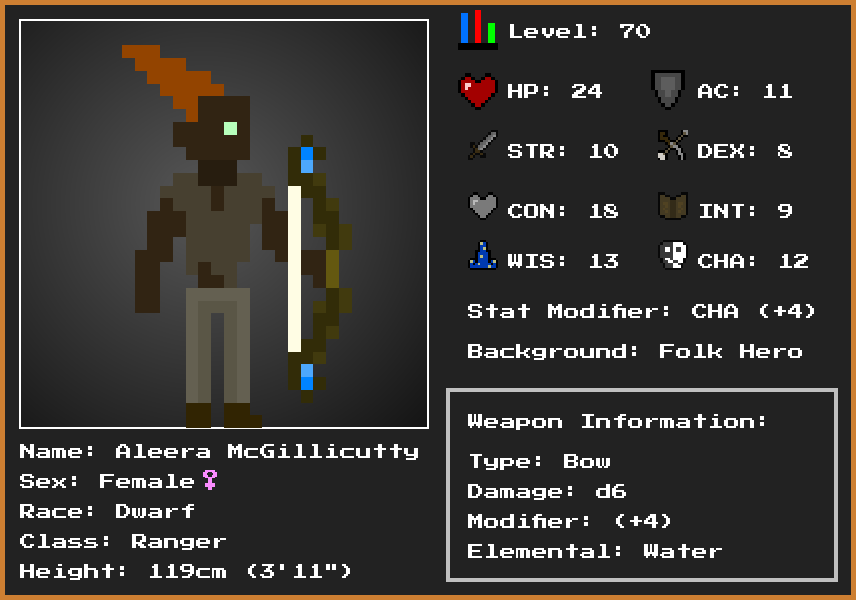 Level: 70
HP: 24 AC: 11
STR: 10 DEX: 8
CON: 18 INT: 9
WIS: 13 CHA: 12
Stat Modifier: CHA (+4)
Background: Folk Hero
Weapon Information:
Type: Bow
Damage: d6
Modifier: (+4)
Elemental: Water
Name: Aleera McGillicutty
Sex: Female♀
Race: Dwarf
Class: Ranger
Height: 119cm (3'11")